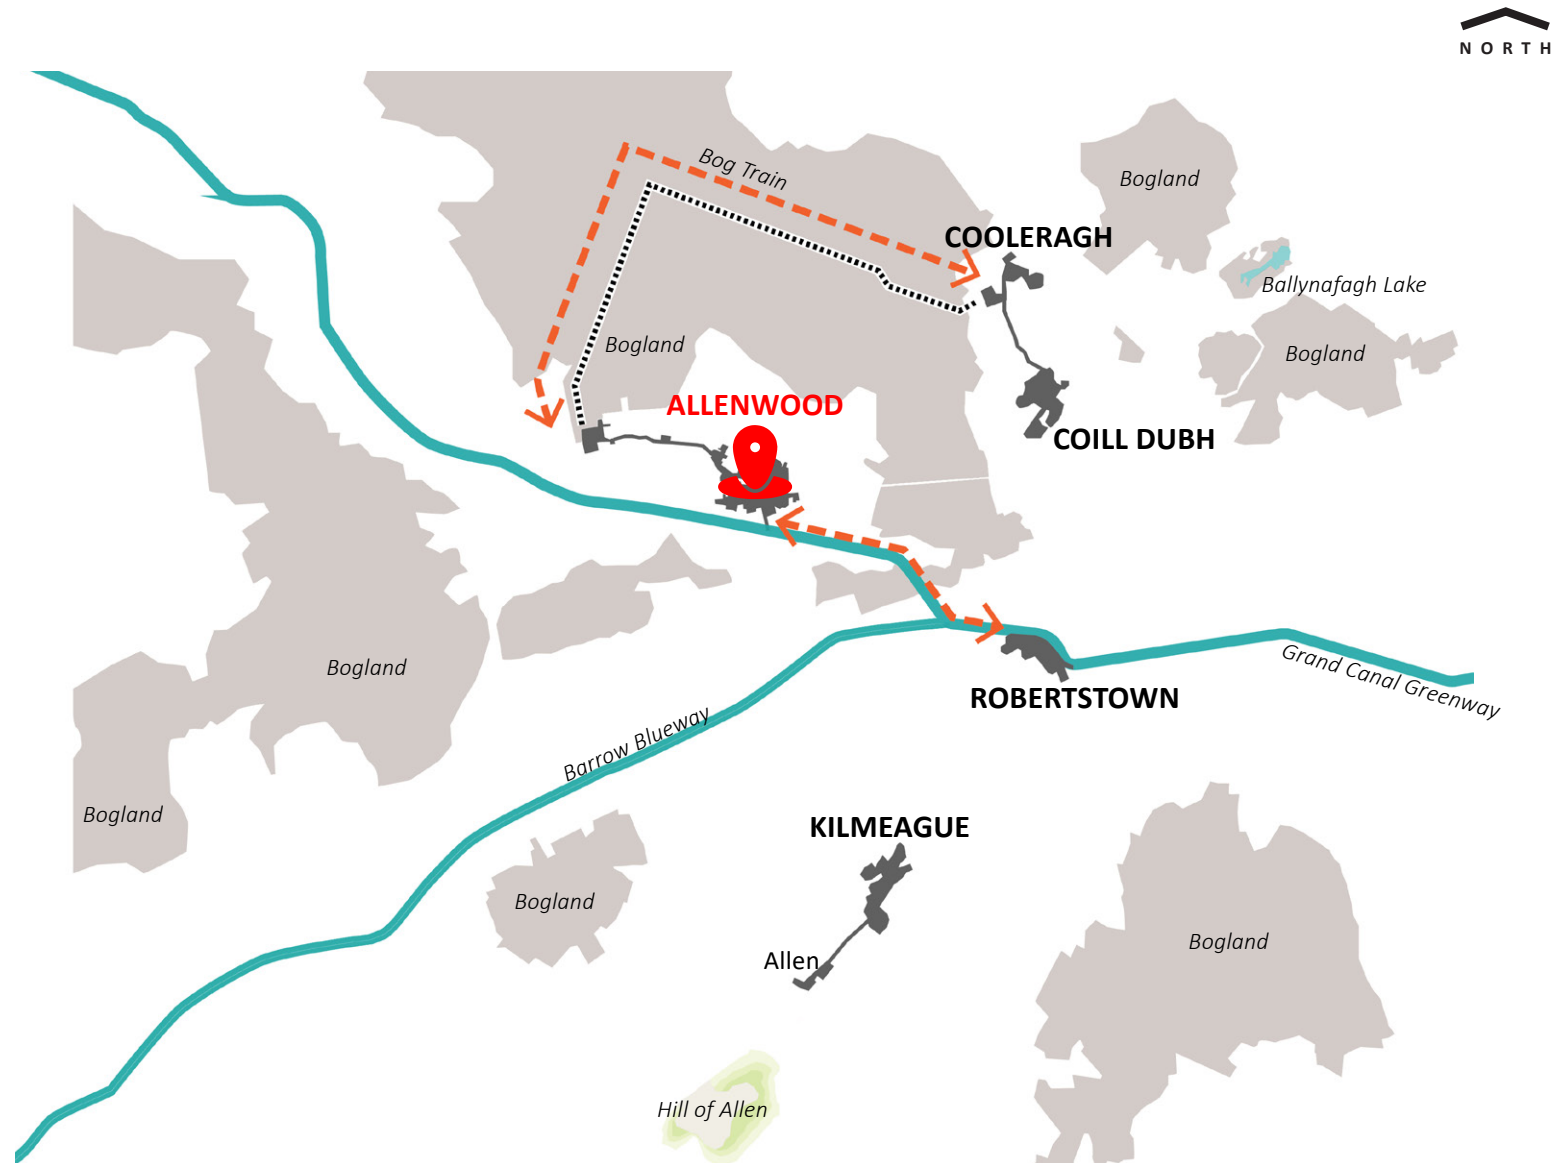 NORTH
Bog Train
Bogland
COOLERAGH
Ballynafagh Lake
Bogland
Bogland
ALLENWOOD
COILL DUBH
Bogland
ROBERTSTOWN
Grand Canal Greenway
Barrow Blueway
Bogland
KILMEAGUE
Bogland
Bogland
Allen
Hill of Allen